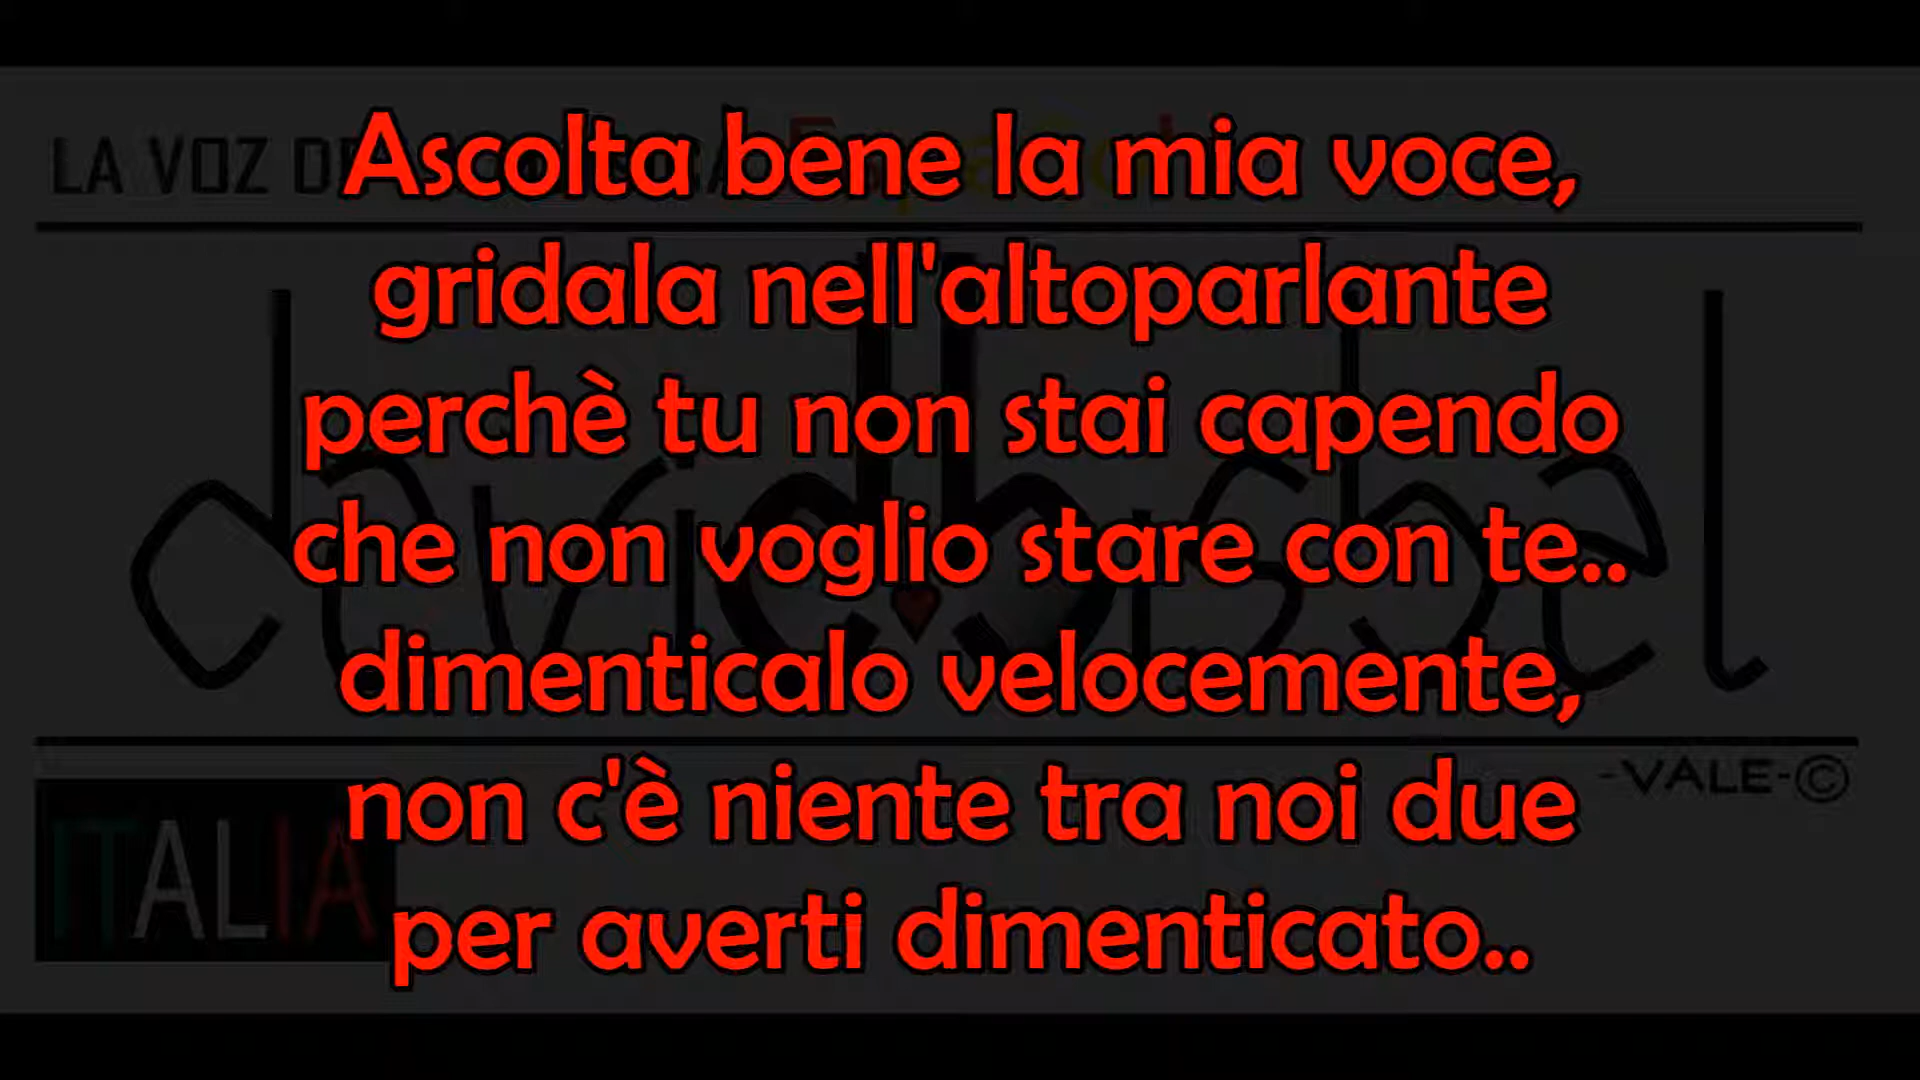 Ascolta bene la mia voce,
gridala nell'altoparlante
perchè tu non stai capendo
che non voglio stare con te..
dimenticalo velocemente,
non c'è niente tra noi due
per averti dimenticato..
LA VOZ
davidbisbal
-VALE-©
ITALIA